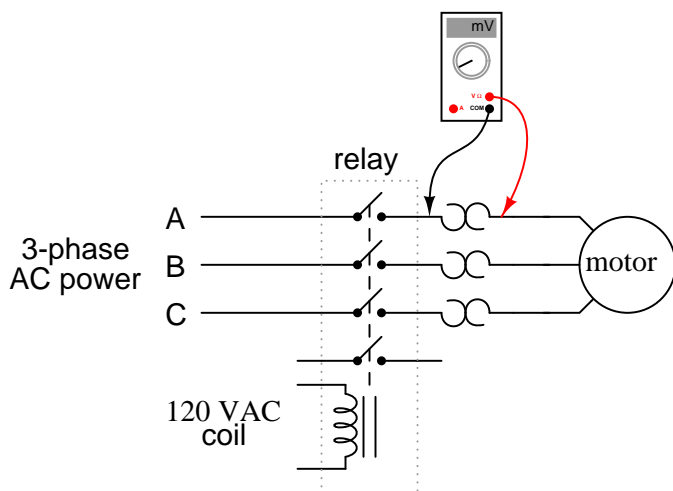 mV
V Ω
A COM
relay
A
3-phase
AC power
B
motor
C
120 VAC
coil